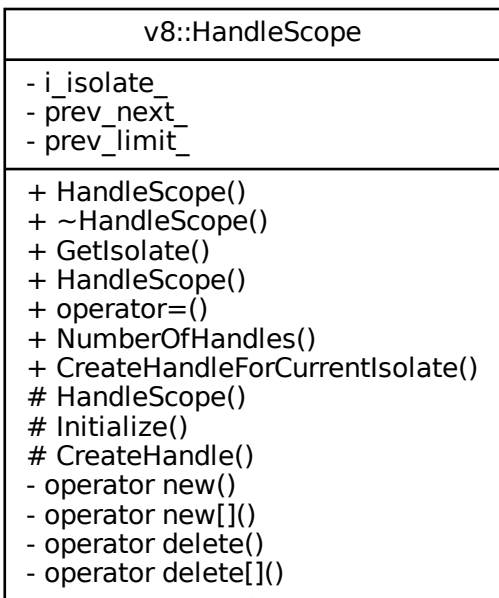 v8::HandleScope
- i_isolate_
- prev_next_
- prev_limit_
+ HandleScope()
+ ~HandleScope()
+ GetIsolate()
+ HandleScope()
+ operator=()
+ NumberOfHandles()
+ CreateHandleForCurrentIsolate()
# HandleScope()
# Initialize()
# CreateHandle()
- operator new()
- operator new[]()
- operator delete()
- operator delete[]()